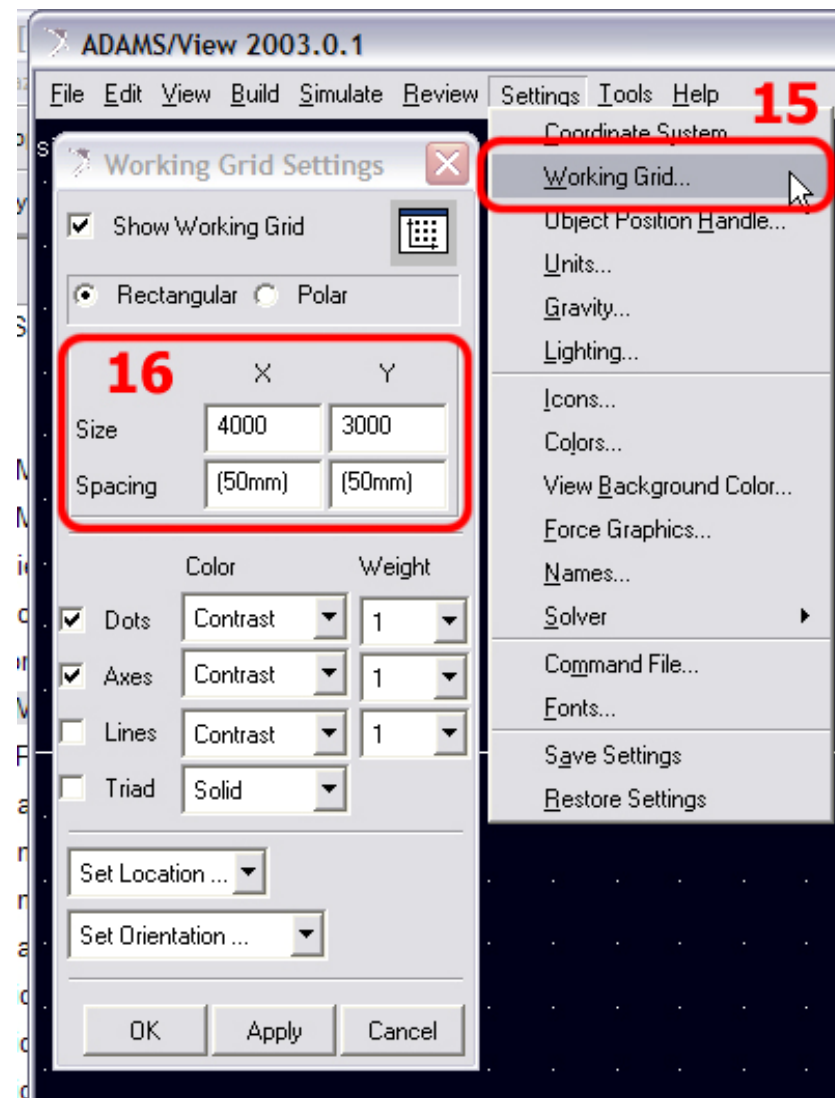 ADAMS/View 2003.0.1
File Edit View Build Simulate Review Settings Tools Help
15
Coordinate System
Working Grid...
Object Position Handle...
Units...
Gravity...
Lighting...
Icons...
Colors...
View Background Color...
Force Graphics...
Names...
Solver
Command File...
Fonts...
Save Settings
Restore Settings
Working Grid Settings
Show Working Grid
Rectangular Polar
16
X Y
Size 4000 3000
Spacing (50mm) (50mm)
Color Weight
Dots Contrast 1
Axes Contrast 1
Lines Contrast 1
Triad Solid
Set Location ...
Set Orientation ...
OK Apply Cancel